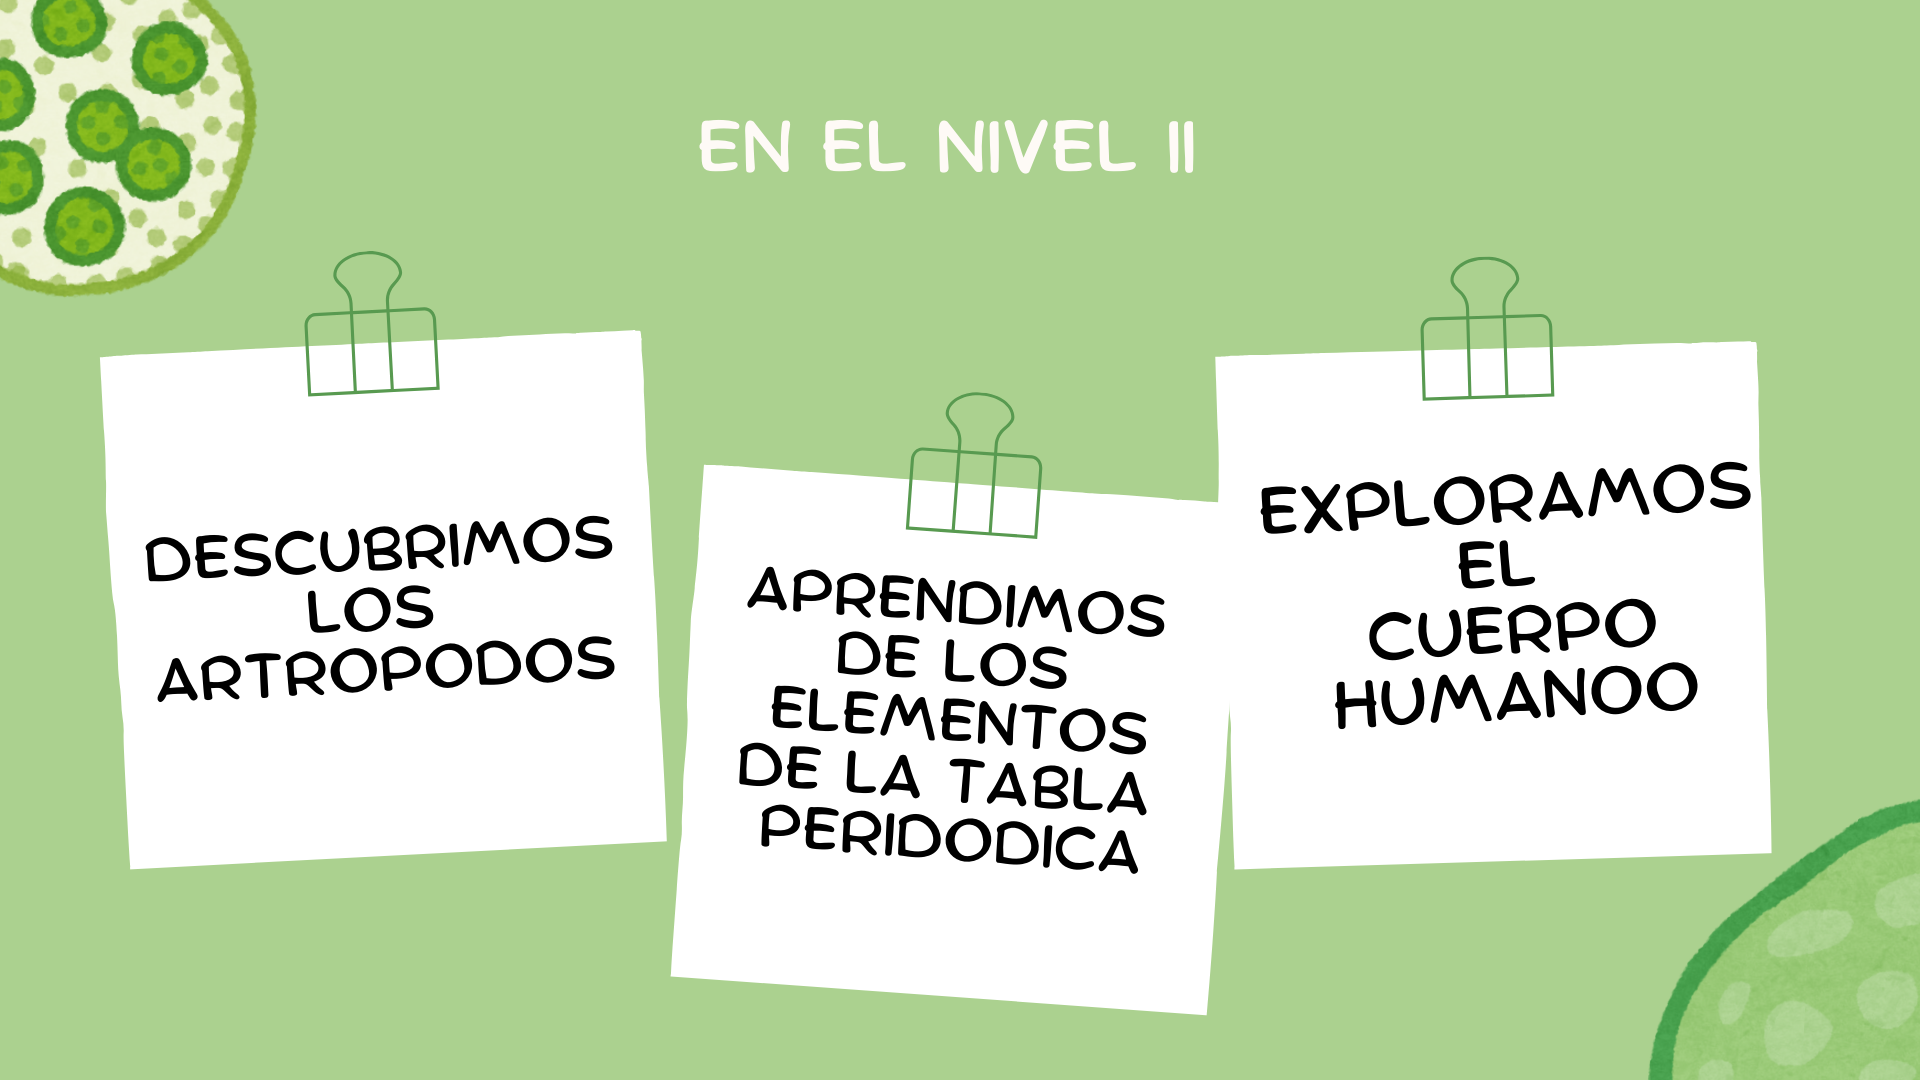 EN EL NIVEL II
DESCUBRIMOS
LOS
ARTROPODOS
APRENDIMOS
DE LOS
ELEMENTOS
DE LA TABLA
PERIDODICA
EXPLORAMOS
EL
CUERPO
HUMANOO